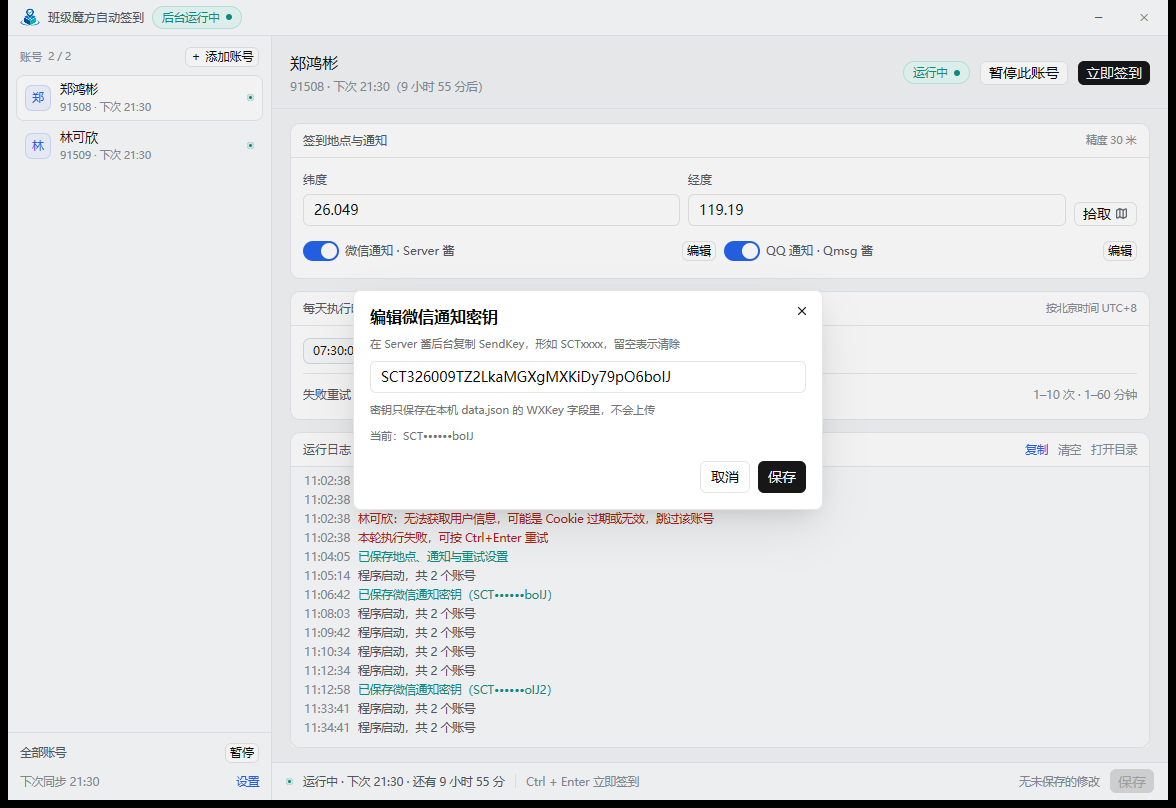 班级魔方自动签到 后台运行中
账号 2 / 2 + 添加账号
郑 郑鸿彬
91508 · 下次 21:30
林 林可欣
91509 · 下次 21:30
全部账号 暂停
下次同步 21:30 设置
郑鸿彬
91508 · 下次 21:30（9 小时 55 分后）
运行中 暂停此账号 立即签到
签到地点与通知 精度 30 米
纬度 经度
26.049 119.19 拾取
微信通知 · Server 酱 编辑 QQ 通知 · Qmsg 酱 编辑
每天执行 按北京时间 UTC+8
07:30:0
失败重试 1–10 次 · 1–60 分钟
编辑微信通知密钥
在 Server 酱后台复制 SendKey，形如 SCTxxxx，留空表示清除
SCT326009TZ2LkaMGXgMXKiDy79pO6boIJ
密钥只保存在本机 data.json 的 WXKey 字段里，不会上传
当前：SCT••••••boIJ
取消 保存
运行日志 复制 清空 打开目录
11:02:38
11:02:38
11:02:38 林可欣：无法获取用户信息，可能是 Cookie 过期或无效，跳过该账号
11:02:38 本轮执行失败，可按 Ctrl+Enter 重试
11:04:05 已保存地点、通知与重试设置
11:05:14 程序启动，共 2 个账号
11:06:42 已保存微信通知密钥（SCT••••••boIJ）
11:08:03 程序启动，共 2 个账号
11:09:42 程序启动，共 2 个账号
11:10:34 程序启动，共 2 个账号
11:12:34 程序启动，共 2 个账号
11:12:58 已保存微信通知密钥（SCT••••••oIJ2）
11:33:41 程序启动，共 2 个账号
11:34:41 程序启动，共 2 个账号
运行中 · 下次 21:30 · 还有 9 小时 55 分 Ctrl + Enter 立即签到 无未保存的修改 保存